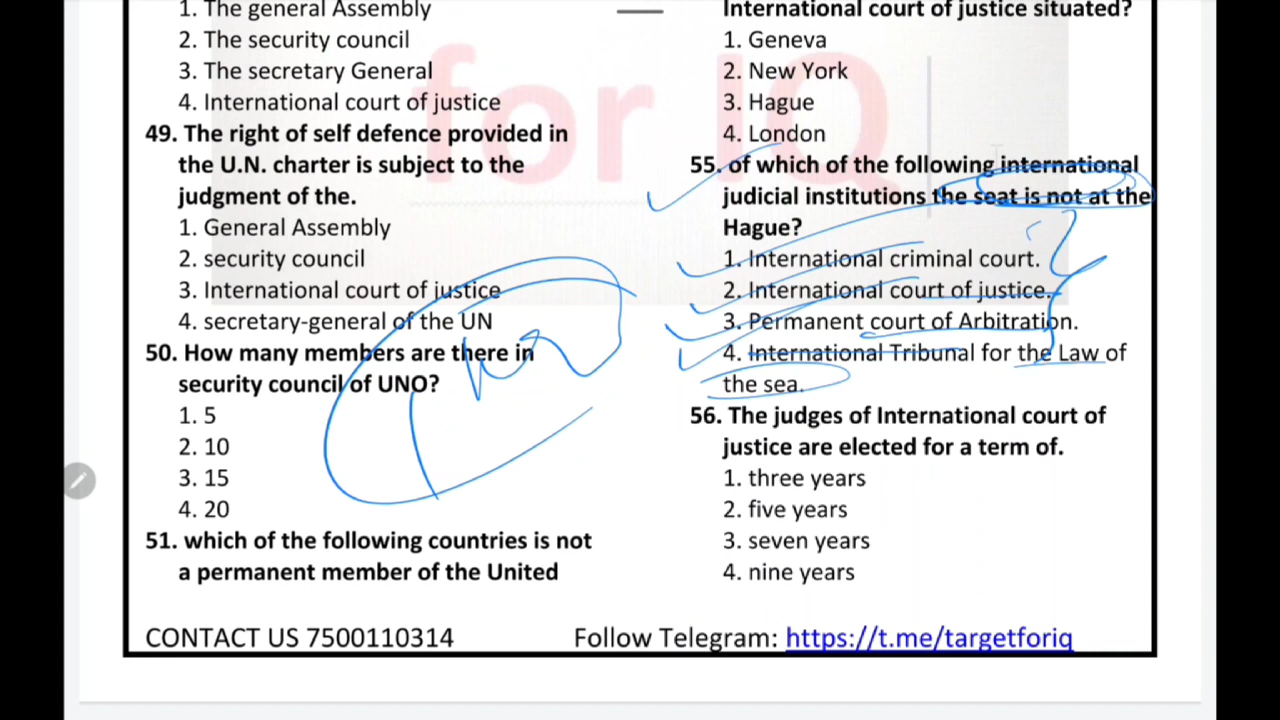 1. The general Assembly
2. The security council
3. The secretary General
4. International court of justice
49. The right of self defence provided in
the U.N. charter is subject to the
judgment of the.
1. General Assembly
2. security council
3. International court of justice
4. secretary-general of the UN
50. How many members are there in
security council of UNO?
1. 5
2. 10
3. 15
4. 20
51. which of the following countries is not
a permanent member of the United
International court of justice situated?
1. Geneva
2. New York
3. Hague
4. London
55. of which of the following international
judicial institutions the seat is not at the
Hague?
1. International criminal court.
2. International court of justice.
3. Permanent court of Arbitration.
4. International Tribunal for the Law of
the sea.
56. The judges of International court of
justice are elected for a term of.
1. three years
2. five years
3. seven years
4. nine years
for IQ
CONTACT US 7500110314
Follow Telegram: https://t.me/targetforiq